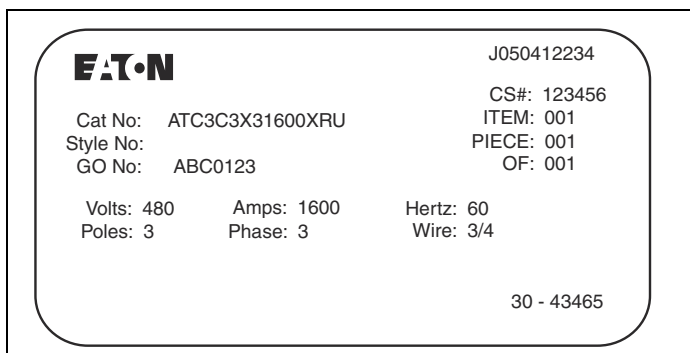 EATON
J050412234
CS#: 123456
Cat No: ATC3C3X31600XRU
ITEM: 001
Style No:
PIECE: 001
GO No: ABC0123
OF: 001
Volts: 480 Amps: 1600 Hertz: 60
Poles: 3 Phase: 3 Wire: 3/4
30 - 43465